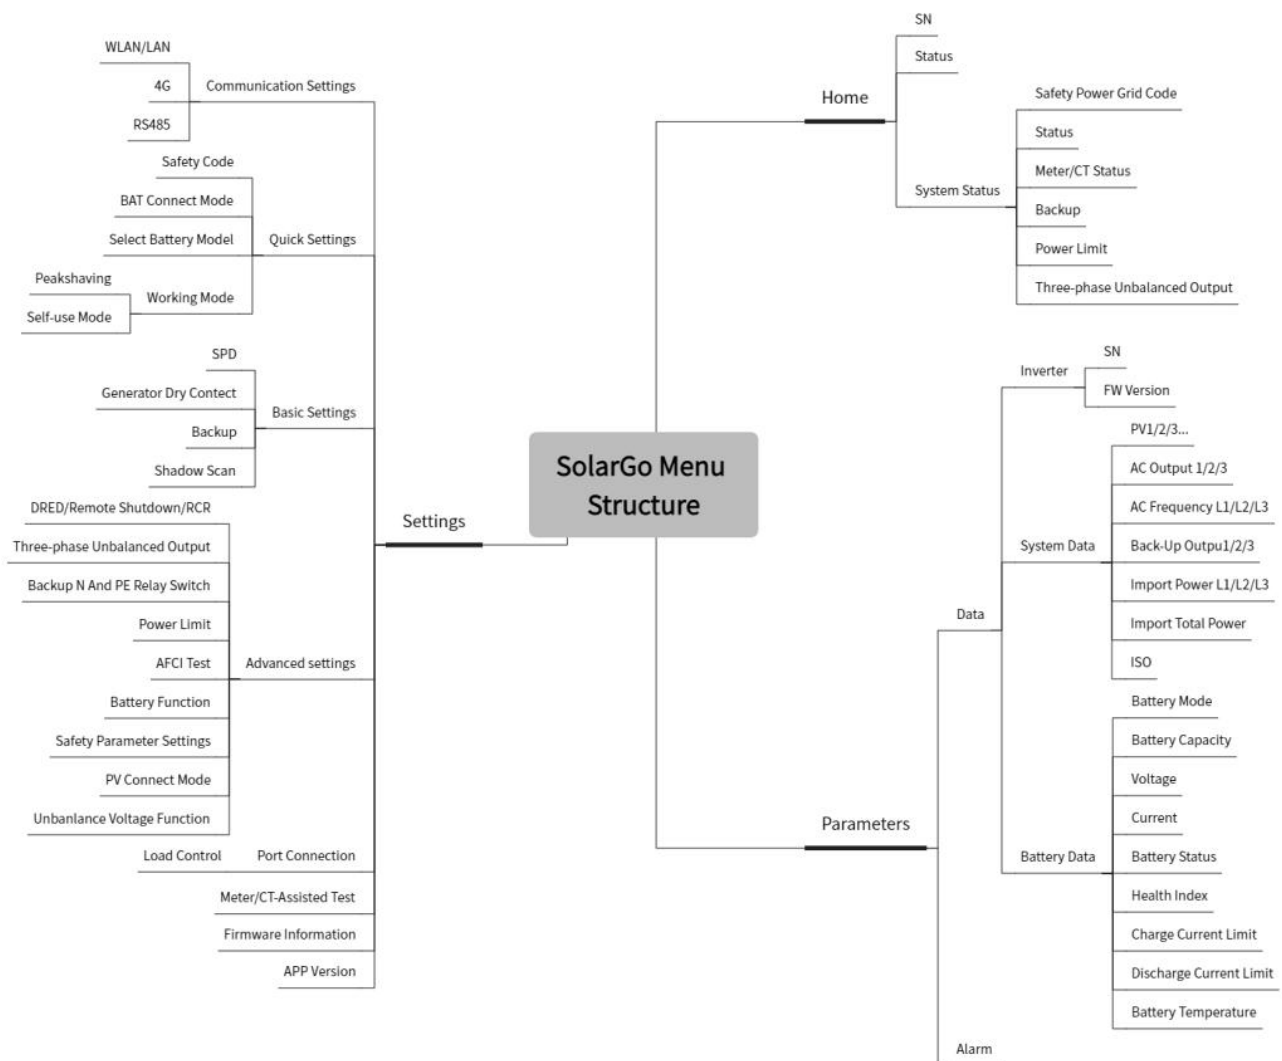 SolarGo Menu
Structure
Home
SN
Status
System Status
Safety Power Grid Code
Status
Meter/CT Status
Backup
Power Limit
Three-phase Unbalanced Output
Parameters
Data
Inverter
SN
FW Version
System Data
PV1/2/3...
AC Output 1/2/3
AC Frequency L1/L2/L3
Back-Up Outpu1/2/3
Import Power L1/L2/L3
Import Total Power
ISO
Battery Data
Battery Mode
Battery Capacity
Voltage
Current
Battery Status
Health Index
Charge Current Limit
Discharge Current Limit
Battery Temperature
Alarm
Settings
Communication Settings
WLAN/LAN
4G
RS485
Quick Settings
Safety Code
BAT Connect Mode
Select Battery Model
Working Mode
Peakshaving
Self-use Mode
Basic Settings
SPD
Generator Dry Contect
Backup
Shadow Scan
Advanced settings
DRED/Remote Shutdown/RCR
Three-phase Unbalanced Output
Backup N And PE Relay Switch
Power Limit
AFCI Test
Battery Function
Safety Parameter Settings
PV Connect Mode
Unbanlance Voltage Function
Port Connection
Load Control
Meter/CT-Assisted Test
Firmware Information
APP Version